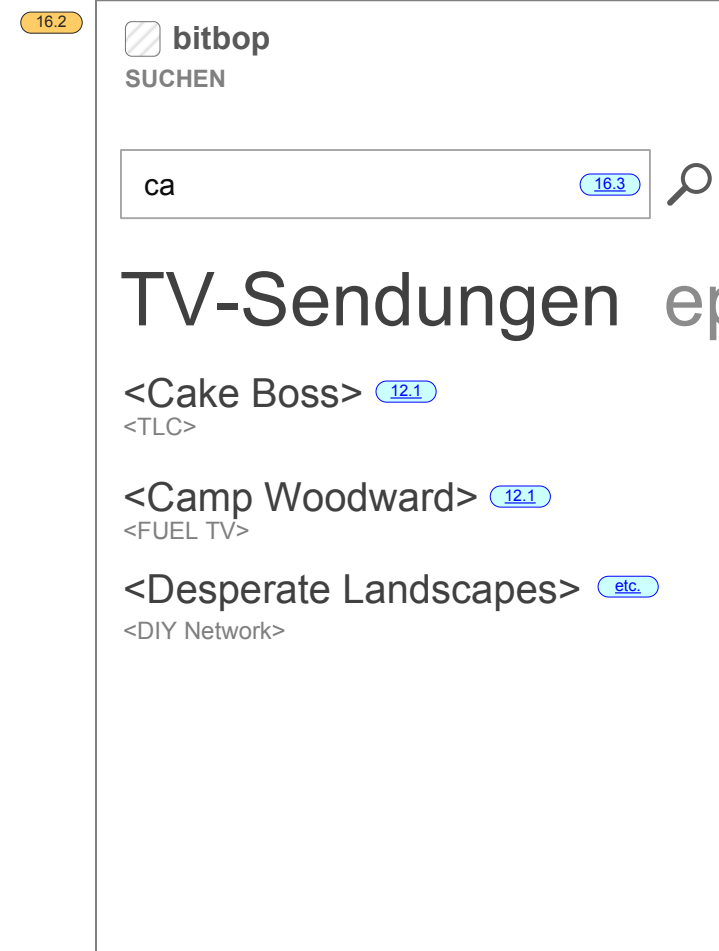 16.2
bitbop
SUCHEN
ca 16.3
TV-Sendungen ep
<Cake Boss> 12.1
<TLC>
<Camp Woodward> 12.1
<FUEL TV>
<Desperate Landscapes> etc.
<DIY Network>